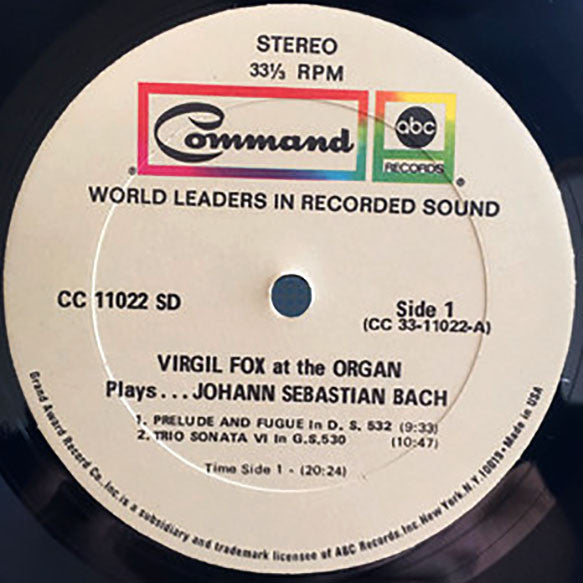 STEREO
33⅓ RPM
Command
abc
RECORDS
WORLD LEADERS IN RECORDED SOUND
CC 11022 SD
Side 1
(CC 33-11022-A)
VIRGIL FOX at the ORGAN
Plays...JOHANN SEBASTIAN BACH
1. PRELUDE AND FUGUE In D. S. 532 (9:33)
2. TRIO SONATA VI In G.S,530 (10:47)
Time Side 1 - (20:24)
Grand Award Record Co., Inc. is a subsidiary and trademark licensee of ABC Records, Inc. New York, N.Y. 10019 • Made in USA